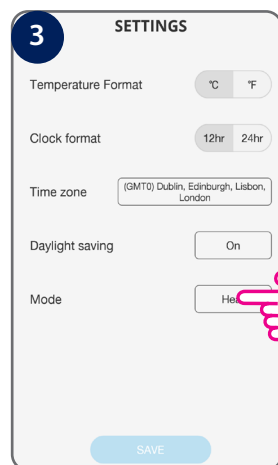 3
SETTINGS
Temperature Format °C °F
Clock format 12hr 24hr
Time zone (GMT0) Dublin, Edinburgh, Lisbon,
London
Daylight saving On
Mode
SAVE